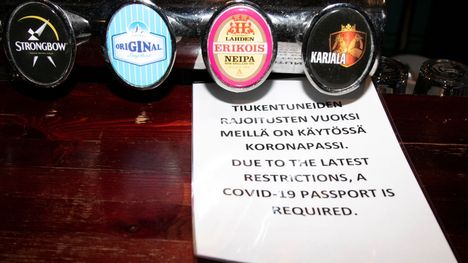 STRONGBOW
ORIGINAL
LAHDEN
ERIKOIS
NEIPA
KARJALA
TIUKENTUNEIDEN
RAJOITUSTEN VUOKSI
MEILLÄ ON KÄYTÖSSÄ
KORONAPASSI.
DUE TO THE LATEST
RESTRICTIONS, A
COVID-19 PASSPORT IS
REQUIRED.